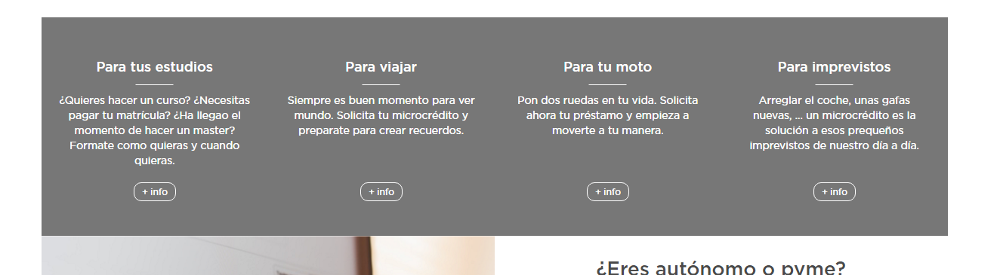 Para tus estudios
¿Quieres hacer un curso? ¿Necesitas
pagar tu matrícula? ¿Ha llegao el
momento de hacer un master?
Formate como quieras y cuando
quieras.
+ info
Para viajar
Siempre es buen momento para ver
mundo. Solicita tu microcrédito y
preparate para crear recuerdos.
+ info
Para tu moto
Pon dos ruedas en tu vida. Solicita
ahora tu préstamo y empieza a
moverte a tu manera.
+ info
Para imprevistos
Arreglar el coche, unas gafas
nuevas, ... un microcrédito es la
solución a esos prequeños
imprevistos de nuestro día a día.
+ info
¿Eres autónomo o pyme?